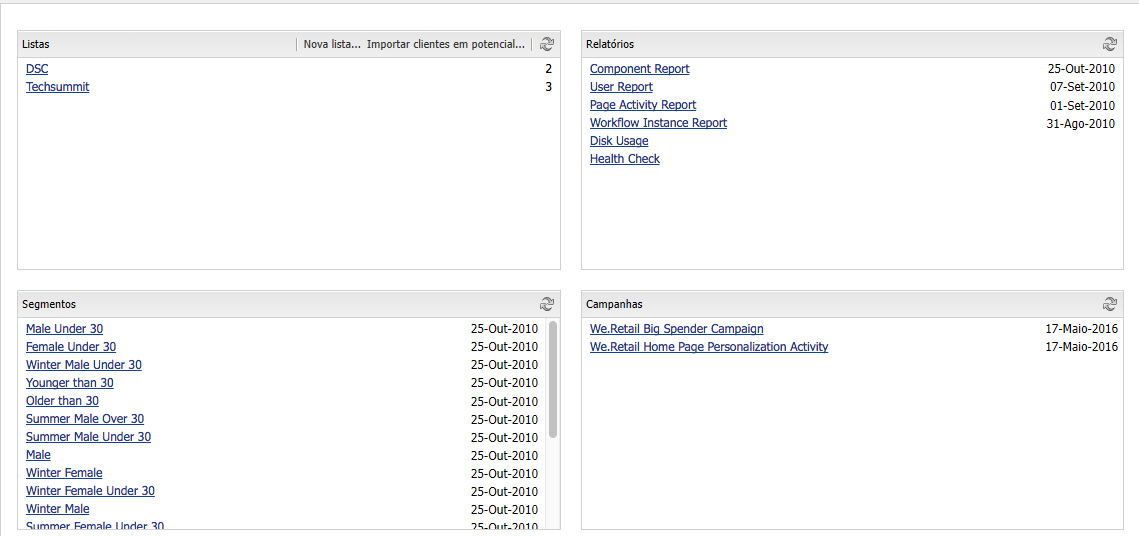 Listas Nova lista... Importar clientes em potencial...
DSC 2
Techsummit 3
Relatórios
Component Report 25-Out-2010
User Report 07-Set-2010
Page Activity Report 01-Set-2010
Workflow Instance Report 31-Ago-2010
Disk Usage
Health Check
Segmentos
Male Under 30 25-Out-2010
Female Under 30 25-Out-2010
Winter Male Under 30 25-Out-2010
Younger than 30 25-Out-2010
Older than 30 25-Out-2010
Summer Male Over 30 25-Out-2010
Summer Male Under 30 25-Out-2010
Male 25-Out-2010
Winter Female 25-Out-2010
Winter Female Under 30 25-Out-2010
Winter Male 25-Out-2010
Summer Female Under 30 25-Out-2010
Campanhas
We.Retail Big Spender Campaign 17-Maio-2016
We.Retail Home Page Personalization Activity 17-Maio-2016